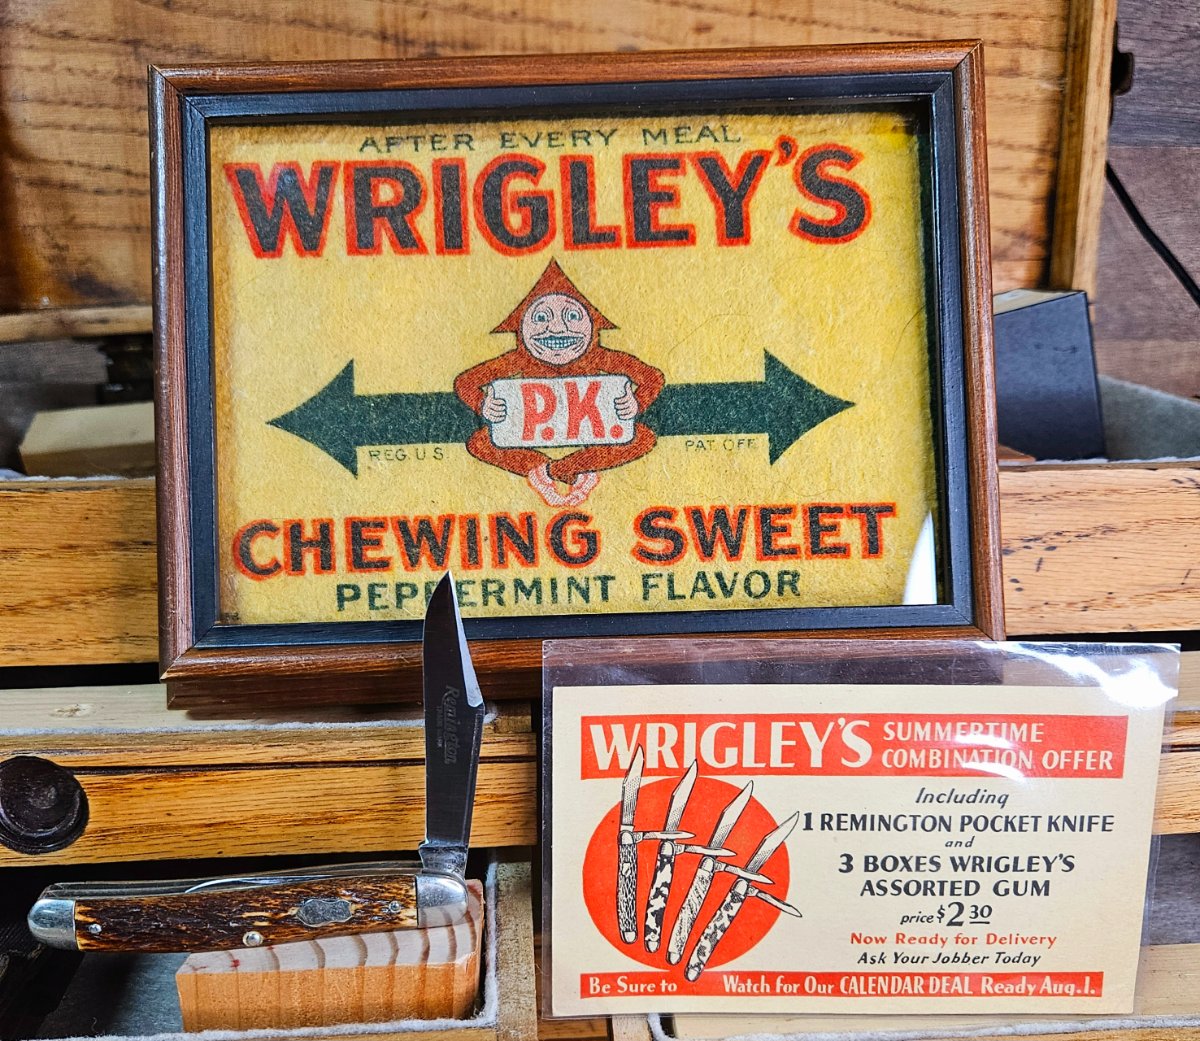 AFTER EVERY MEAL
WRIGLEY'S
P.K.
REG. U.S. PAT. OFF.
CHEWING SWEET
PEPPERMINT FLAVOR
Remington
WRIGLEY'S SUMMERTIME
COMBINATION OFFER
Including
1 REMINGTON POCKET KNIFE
and
3 BOXES WRIGLEY'S
ASSORTED GUM
price $2.30
Now Ready for Delivery
Ask Your Jobber Today
Be Sure to Watch for Our CALENDAR DEAL Ready Aug. 1.